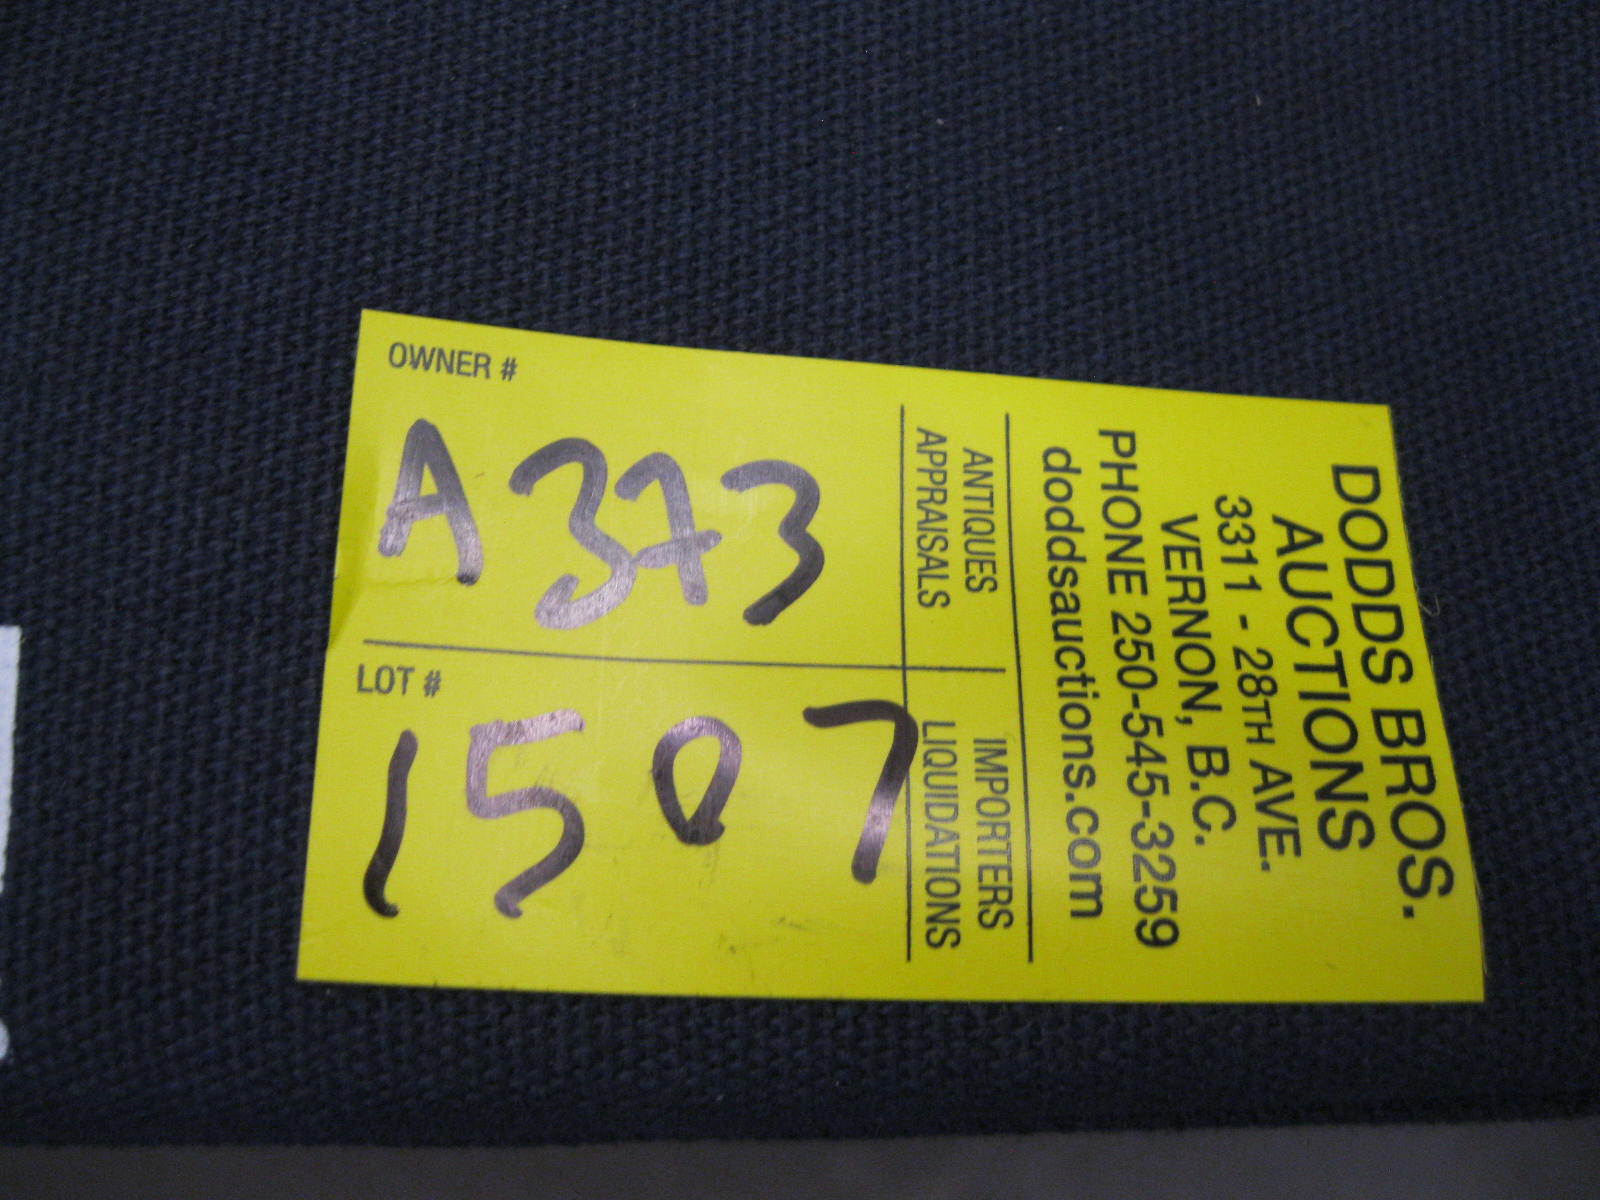 DODDS BROS.
AUCTIONS
3311 - 28TH AVE.
VERNON, B.C.
PHONE 250-545-3259
doddsauctions.com
ANTIQUES
APPRAISALS
IMPORTERS
LIQUIDATIONS
OWNER #
A373
LOT #
1507